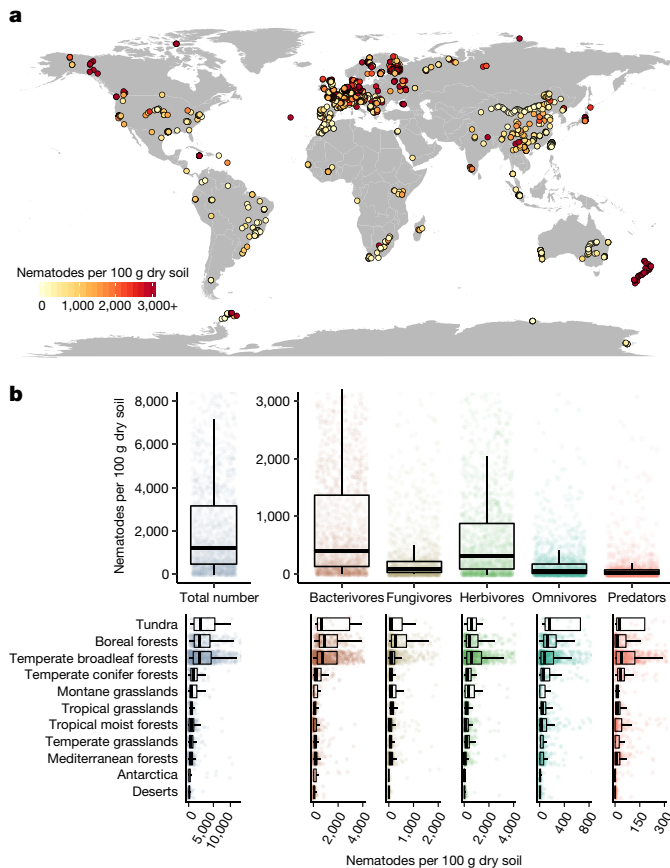 a
Nematodes per 100 g dry soil
0 1,000 2,000 3,000+
b
Nematodes per 100 g dry soil
8,000
6,000
4,000
2,000
0
3,000
2,000
1,000
0
Total number
Bacterivores Fungivores Herbivores Omnivores Predators
Tundra
Boreal forests
Temperate broadleaf forests
Temperate conifer forests
Montane grasslands
Tropical grasslands
Tropical moist forests
Temperate grasslands
Mediterranean forests
Antarctica
Deserts
0 5,000 10,000
0 2,000 4,000
0 1,000 2,000
0 2,000 4,000
0 400 800
0 150 300
Nematodes per 100 g dry soil